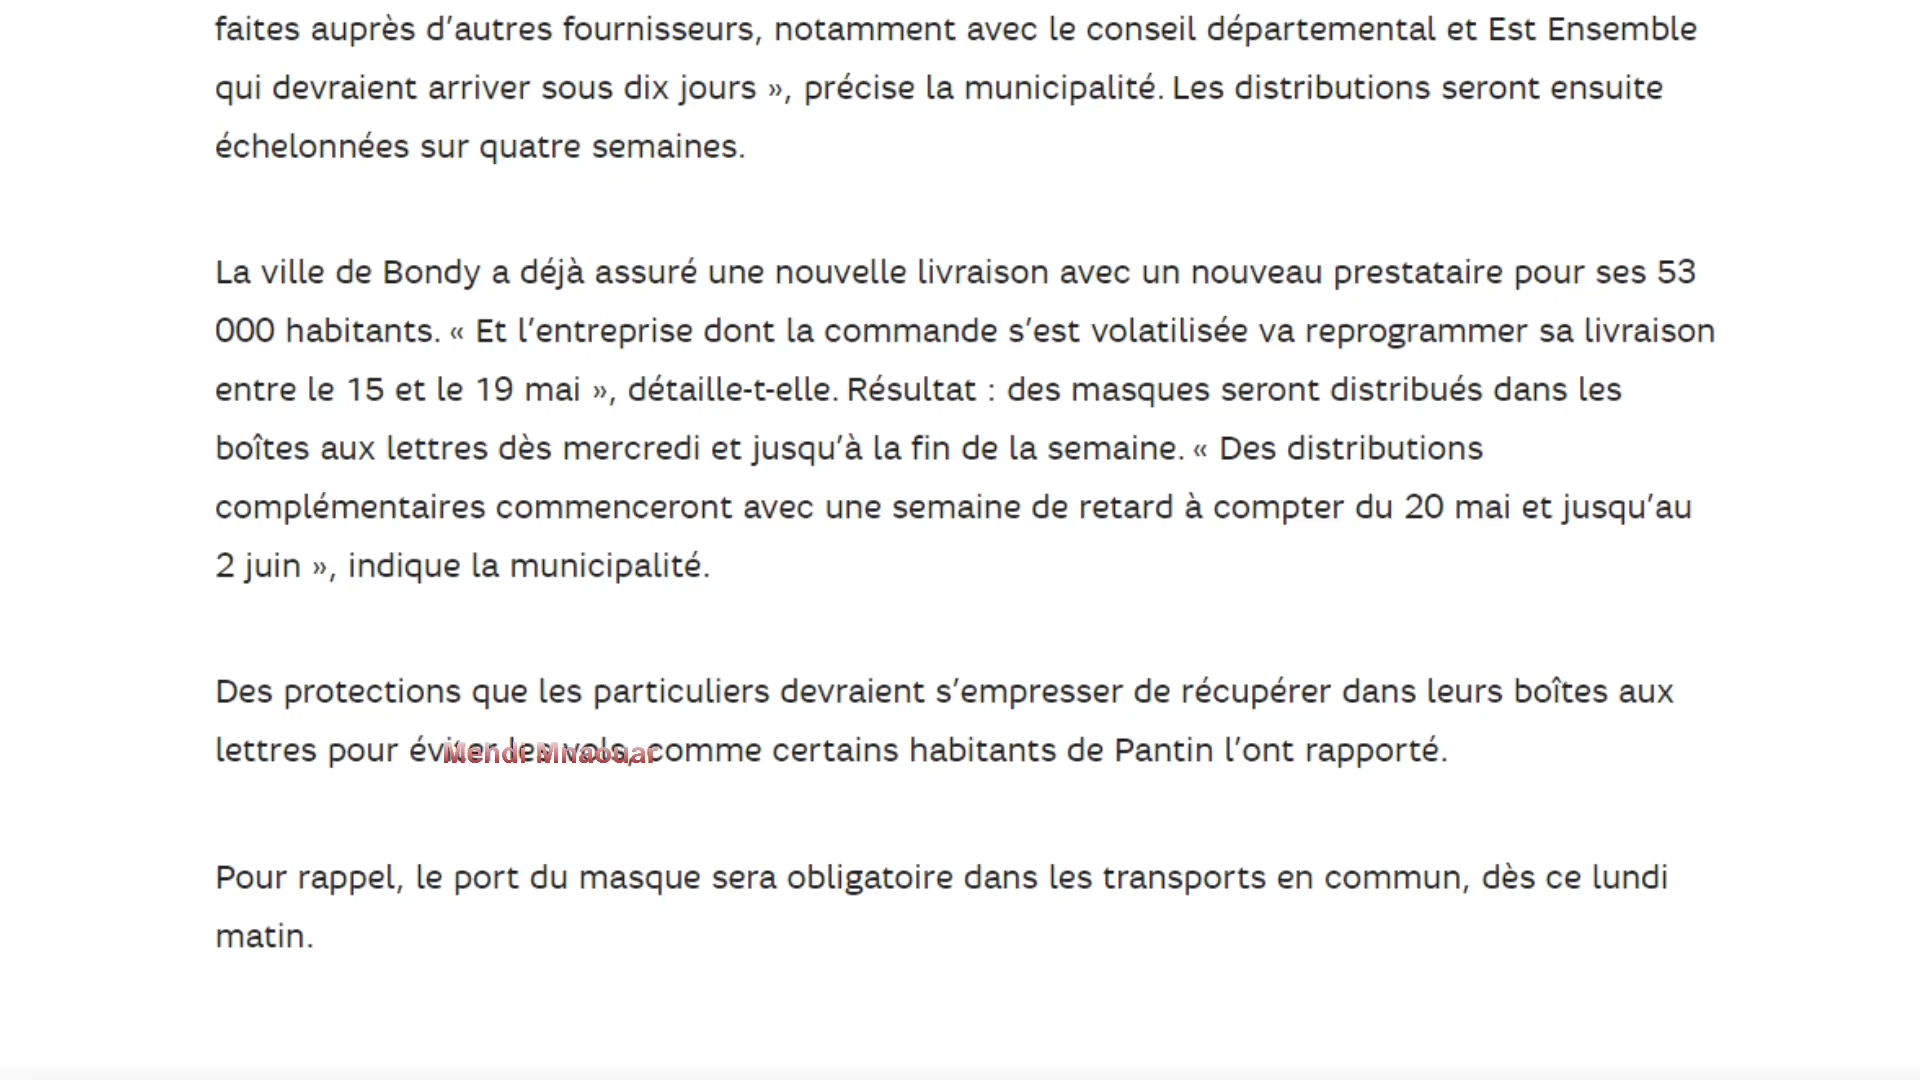 faites auprès d’autres fournisseurs, notamment avec le conseil départemental et Est Ensemble
qui devraient arriver sous dix jours », précise la municipalité. Les distributions seront ensuite
échelonnées sur quatre semaines.
La ville de Bondy a déjà assuré une nouvelle livraison avec un nouveau prestataire pour ses 53
000 habitants. « Et l’entreprise dont la commande s’est volatilisée va reprogrammer sa livraison
entre le 15 et le 19 mai », détaille-t-elle. Résultat : des masques seront distribués dans les
boîtes aux lettres dès mercredi et jusqu’à la fin de la semaine. « Des distributions
complémentaires commenceront avec une semaine de retard à compter du 20 mai et jusqu’au
2 juin », indique la municipalité.
Des protections que les particuliers devraient s’empresser de récupérer dans leurs boîtes aux
lettres pour éviter les vols, comme certains habitants de Pantin l’ont rapporté.
Mehdi Mnaouar
Pour rappel, le port du masque sera obligatoire dans les transports en commun, dès ce lundi
matin.